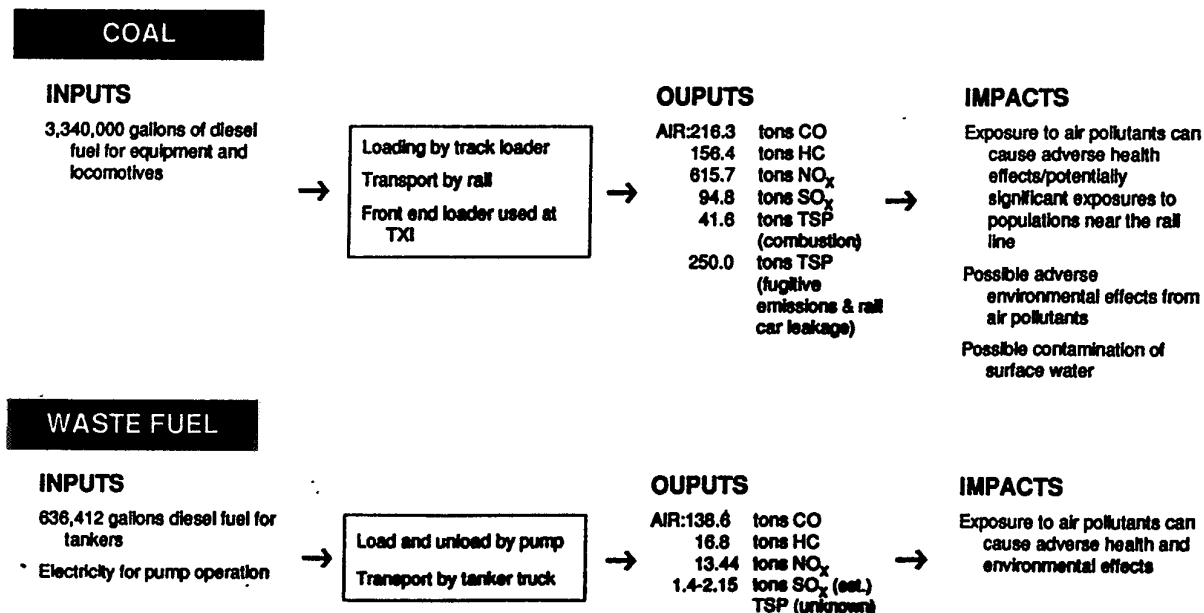 COAL
INPUTS
3,340,000 gallons of diesel
fuel for equipment and
locomotives
→
Loading by track loader
Transport by rail
Front end loader used at
TXI
→
OUPUTS
AIR:216.3 tons CO
156.4 tons HC
615.7 tons NOX
94.8 tons SOX
41.6 tons TSP
(combustion)
250.0 tons TSP
(fugitive
emissions & rail
car leakage)
→
IMPACTS
Exposure to air pollutants can
cause adverse health
effects/potentially
significant exposures to
populations near the rail
line
Possible adverse
environmental effects from
air pollutants
Possible contamination of
surface water
WASTE FUEL
INPUTS
636,412 gallons diesel fuel for
tankers
Electricity for pump operation
→
Load and unload by pump
Transport by tanker truck
→
OUPUTS
AIR:138.6 tons CO
16.8 tons HC
13.44 tons NOX
1.4-2.15 tons SOX (est.)
TSP (unknown)
→
IMPACTS
Exposure to air pollutants can
cause adverse health and
environmental effects